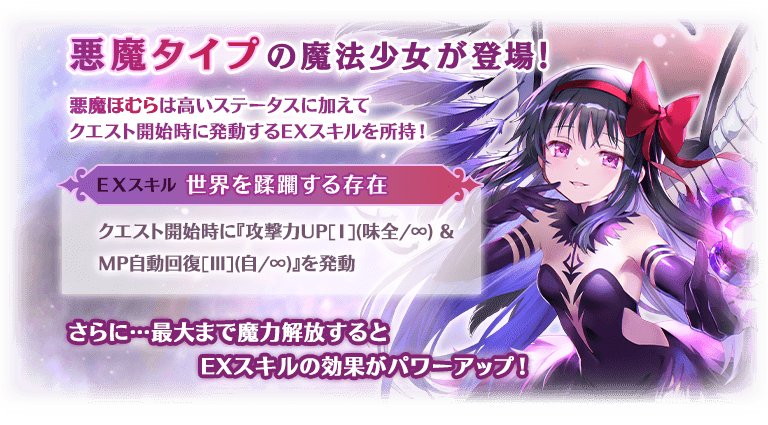 悪魔タイプの魔法少女が登場!
悪魔ほむらは高いステータスに加えて
クエスト開始時に発動するEXスキルを所持!
EXスキル 世界を蹂躙する存在
クエスト開始時に『攻撃力UP[Ⅰ](味全/∞) &
MP自動回復[Ⅲ](自/∞)』を発動
さらに…最大まで魔力解放すると
EXスキルの効果がパワーアップ!